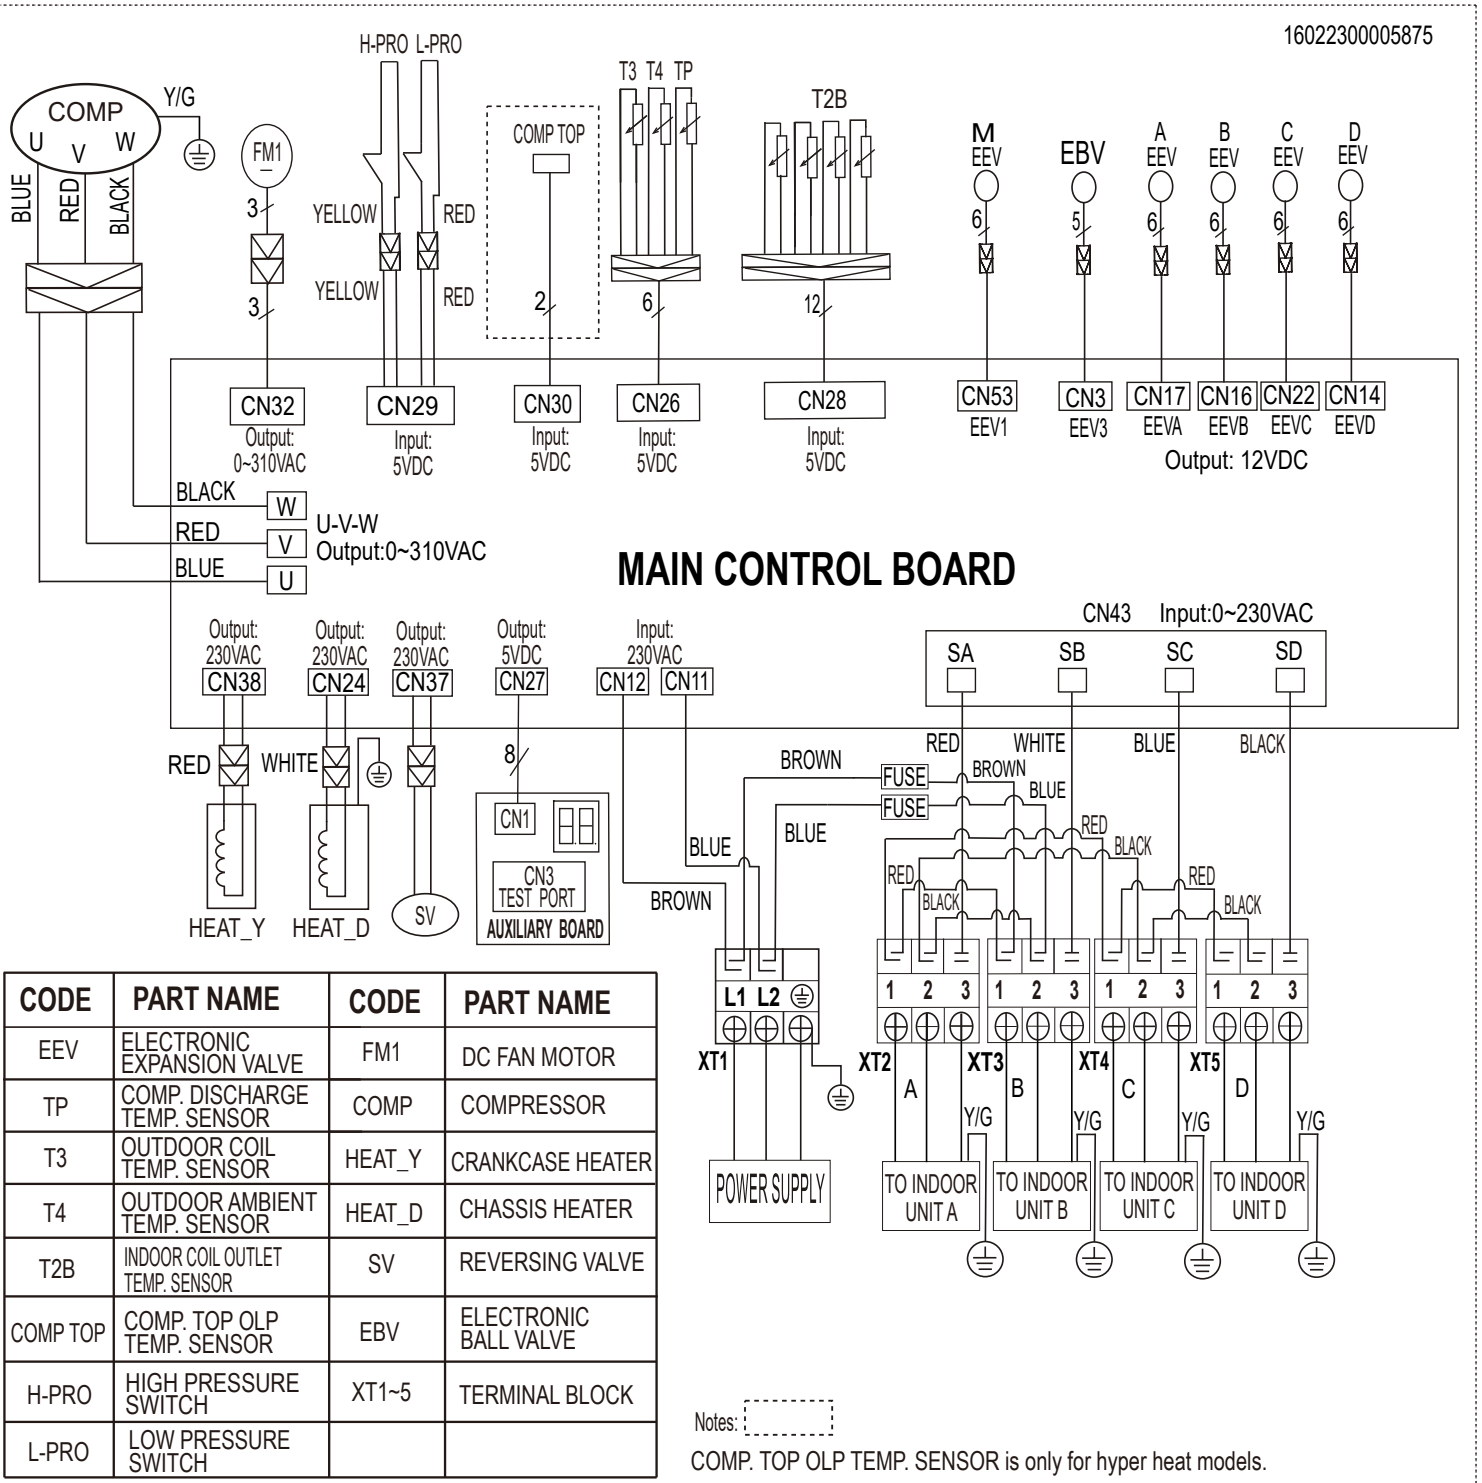 16022300005875
H-PRO L-PRO
T3 T4 TP
T2B
COMP
Y/G
U V W
FM1
COMP TOP
M
EEV
EBV
A
EEV
B
EEV
C
EEV
D
EEV
BLUE
RED
BLACK
3
YELLOW
RED
6
5
6
6
6
6
YELLOW
RED
3
2
6
12
CN32
Output:
0~310VAC
CN29
Input:
5VDC
CN30
Input:
5VDC
CN26
Input:
5VDC
CN28
Input:
5VDC
CN53
EEV1
CN3
EEV3
CN17
EEVA
CN16
EEVB
CN22
EEVC
CN14
EEVD
Output: 12VDC
BLACK
W
RED
V
BLUE
U
U-V-W
Output:0~310VAC
MAIN CONTROL BOARD
CN43 Input:0~230VAC
SA SB SC SD
Output:
230VAC
CN38
Output:
230VAC
CN24
Output:
230VAC
CN37
Output:
5VDC
CN27
Input:
230VAC
CN12 CN11
RED
WHITE
8
BROWN
FUSE
BROWN
FUSE
BLUE
BLUE
RED
WHITE
BLUE
BLACK
CN1
88
CN3
TEST PORT
AUXILIARY BOARD
BLUE
BROWN
RED
BLACK
RED
BLACK
RED
BLACK
HEAT_Y
HEAT_D
SV
L1 L2
XT1
1 2 3
XT2
1 2 3
XT3
1 2 3
XT4
1 2 3
XT5
A
B
C
D
Y/G
Y/G
Y/G
Y/G
POWER SUPPLY
TO INDOOR
UNIT A
TO INDOOR
UNIT B
TO INDOOR
UNIT C
TO INDOOR
UNIT D
CODE PART NAME CODE PART NAME
EEV ELECTRONIC
EXPANSION VALVE
FM1 DC FAN MOTOR
TP COMP. DISCHARGE
TEMP. SENSOR
COMP COMPRESSOR
T3 OUTDOOR COIL
TEMP. SENSOR
HEAT_Y CRANKCASE HEATER
T4 OUTDOOR AMBIENT
TEMP. SENSOR
HEAT_D CHASSIS HEATER
T2B INDOOR COIL OUTLET
TEMP. SENSOR
SV REVERSING VALVE
COMP TOP COMP. TOP OLP
TEMP. SENSOR
EBV ELECTRONIC
BALL VALVE
H-PRO HIGH PRESSURE
SWITCH
XT1~5 TERMINAL BLOCK
L-PRO LOW PRESSURE
SWITCH
Notes:
COMP. TOP OLP TEMP. SENSOR is only for hyper heat models.